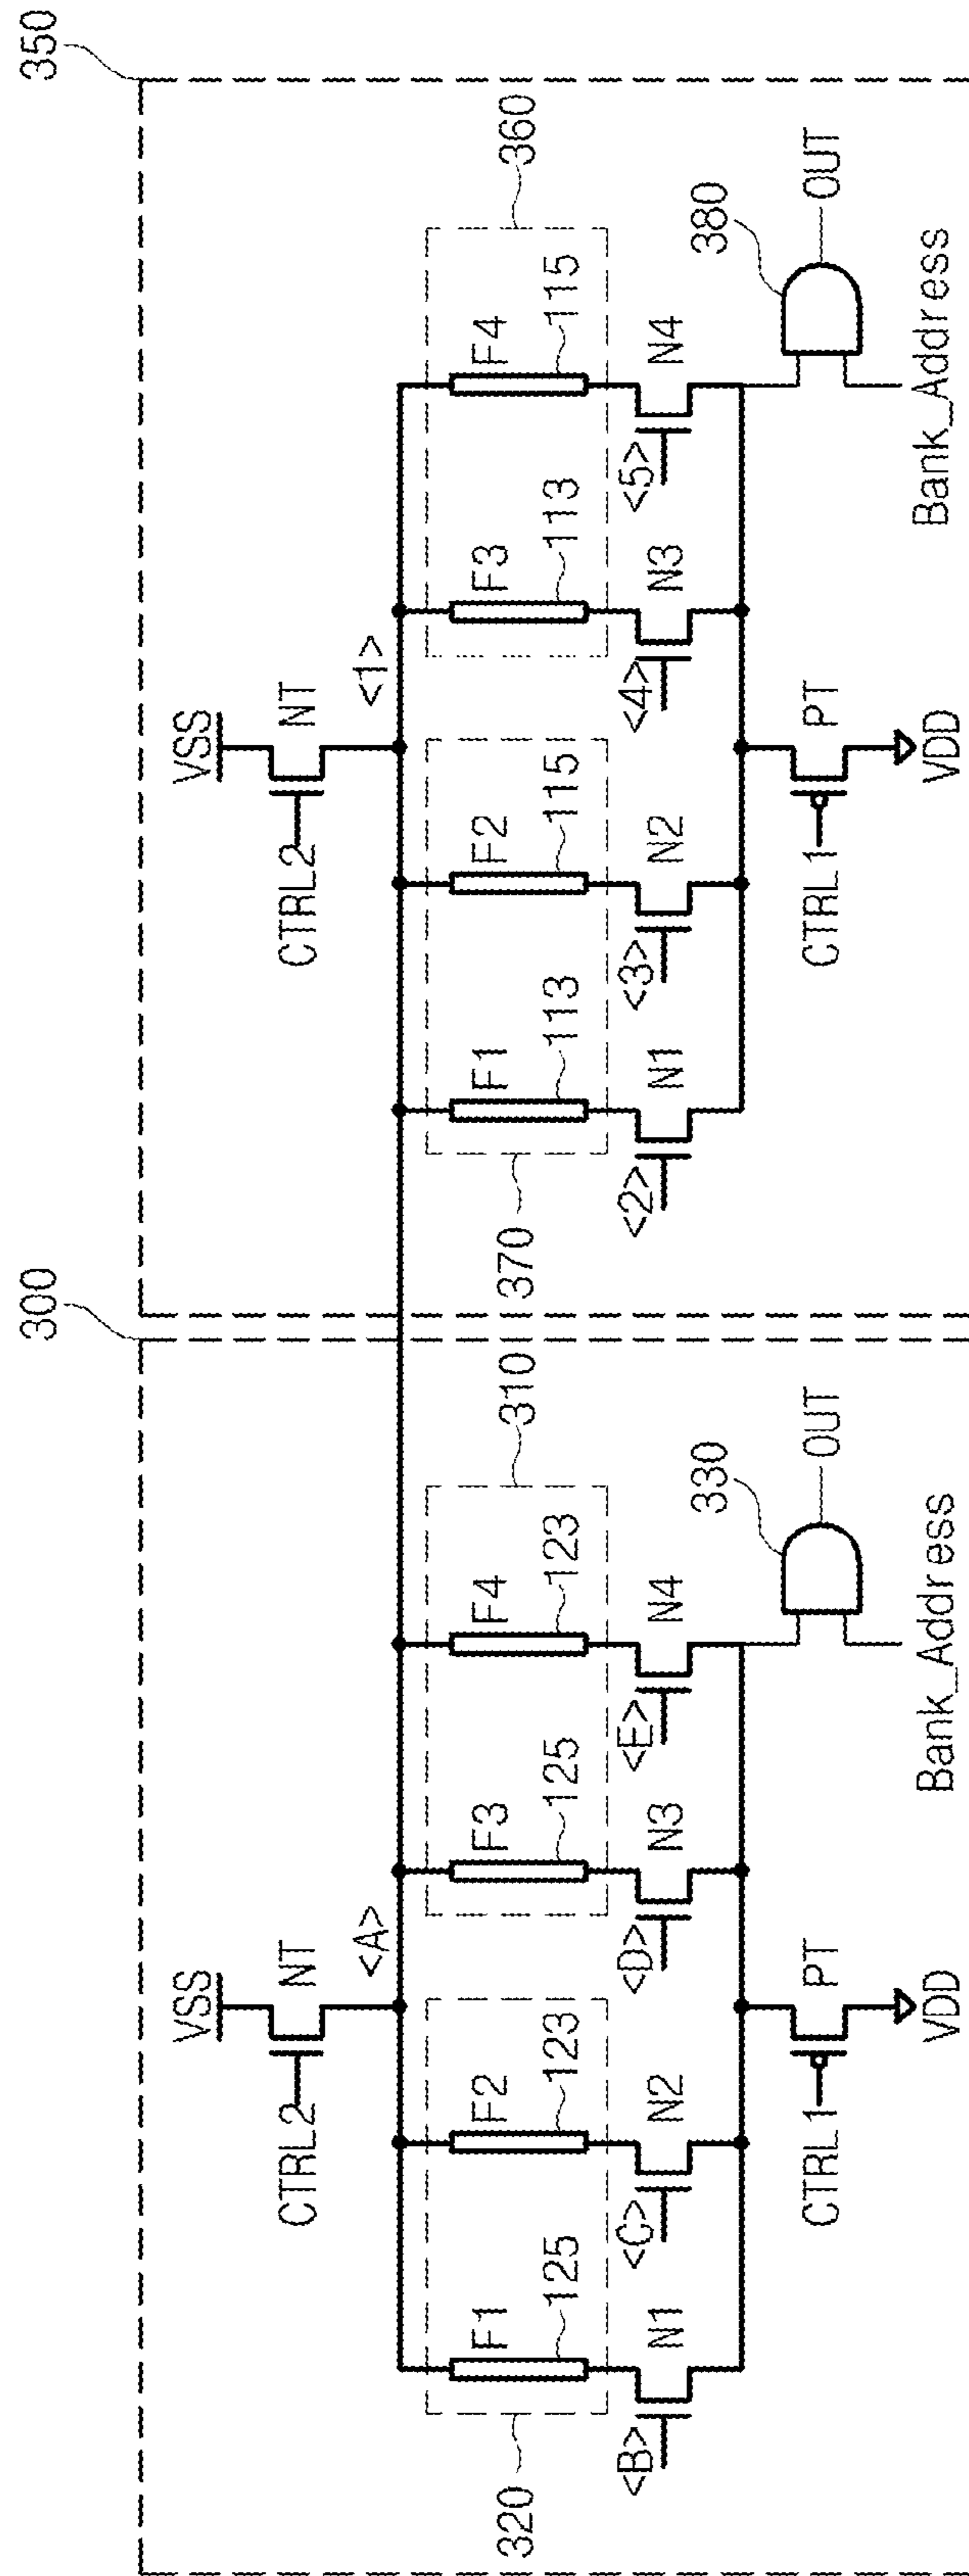 300
350
VSS
CTRL2
NT
<A>
320
F1
125
F2
123
F3
125
F4
123
310
<B>
N1
<C>
N2
<D>
N3
<E>
N4
CTRL1
PT
VDD
330
OUT
Bank_Address
VSS
CTRL2
NT
<1>
370
F1
113
F2
115
F3
113
F4
115
360
<2>
N1
<3>
N2
<4>
N3
<5>
N4
CTRL1
PT
VDD
380
OUT
Bank_Address